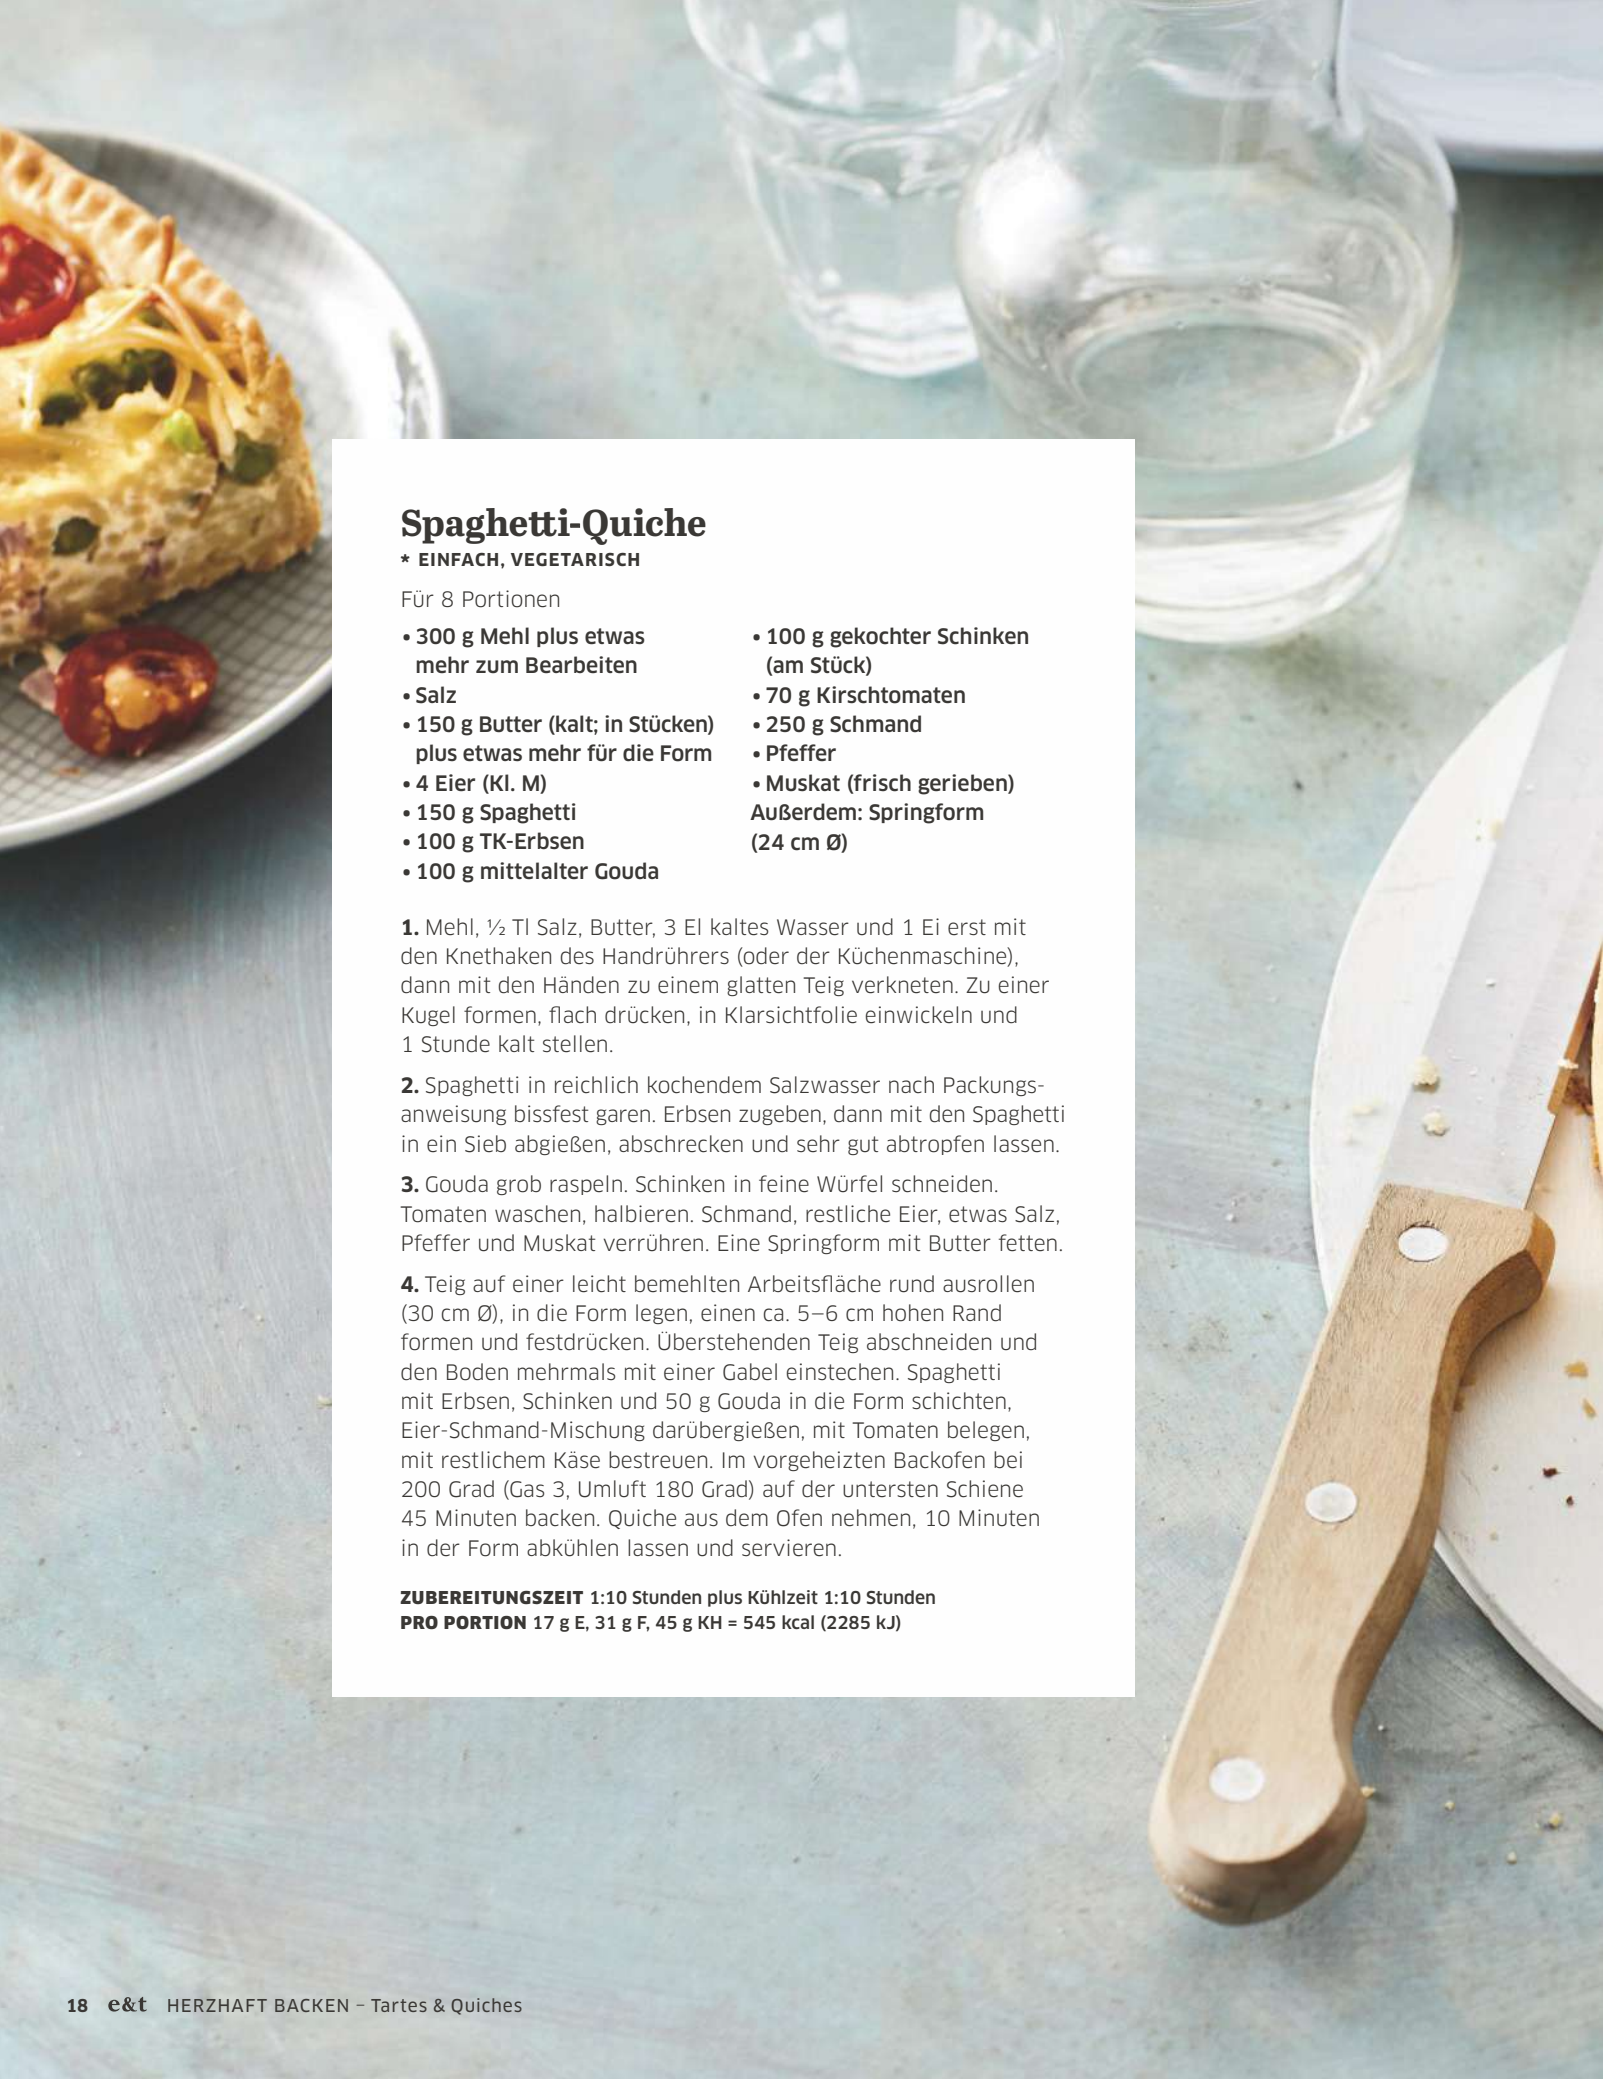 Spaghetti-Quiche
* EINFACH, VEGETARISCH
Für 8 Portionen
• 300 g Mehl plus etwas
mehr zum Bearbeiten
• Salz
• 150 g Butter (kalt; in Stücken)
plus etwas mehr für die Form
• 4 Eier (Kl. M)
• 150 g Spaghetti
• 100 g TK-Erbsen
• 100 g mittelalter Gouda
• 100 g gekochter Schinken
(am Stück)
• 70 g Kirschtomaten
• 250 g Schmand
• Pfeffer
• Muskat (frisch gerieben)
Außerdem: Springform
(24 cm Ø)
1. Mehl, ½ Tl Salz, Butter, 3 El kaltes Wasser und 1 Ei erst mit
den Knethaken des Handrührers (oder der Küchenmaschine),
dann mit den Händen zu einem glatten Teig verkneten. Zu einer
Kugel formen, flach drücken, in Klarsichtfolie einwickeln und
1 Stunde kalt stellen.
2. Spaghetti in reichlich kochendem Salzwasser nach Packungs-
anweisung bissfest garen. Erbsen zugeben, dann mit den Spaghetti
in ein Sieb abgießen, abschrecken und sehr gut abtropfen lassen.
3. Gouda grob raspeln. Schinken in feine Würfel schneiden.
Tomaten waschen, halbieren. Schmand, restliche Eier, etwas Salz,
Pfeffer und Muskat verrühren. Eine Springform mit Butter fetten.
4. Teig auf einer leicht bemehlten Arbeitsfläche rund ausrollen
(30 cm Ø), in die Form legen, einen ca. 5–6 cm hohen Rand
formen und festdrücken. Überstehenden Teig abschneiden und
den Boden mehrmals mit einer Gabel einstechen. Spaghetti
mit Erbsen, Schinken und 50 g Gouda in die Form schichten,
Eier-Schmand-Mischung darübergießen, mit Tomaten belegen,
mit restlichem Käse bestreuen. Im vorgeheizten Backofen bei
200 Grad (Gas 3, Umluft 180 Grad) auf der untersten Schiene
45 Minuten backen. Quiche aus dem Ofen nehmen, 10 Minuten
in der Form abkühlen lassen und servieren.
ZUBEREITUNGSZEIT 1:10 Stunden plus Kühlzeit 1:10 Stunden
PRO PORTION 17 g E, 31 g F, 45 g KH = 545 kcal (2285 kJ)
18 e&t HERZHAFT BACKEN – Tartes & Quiches